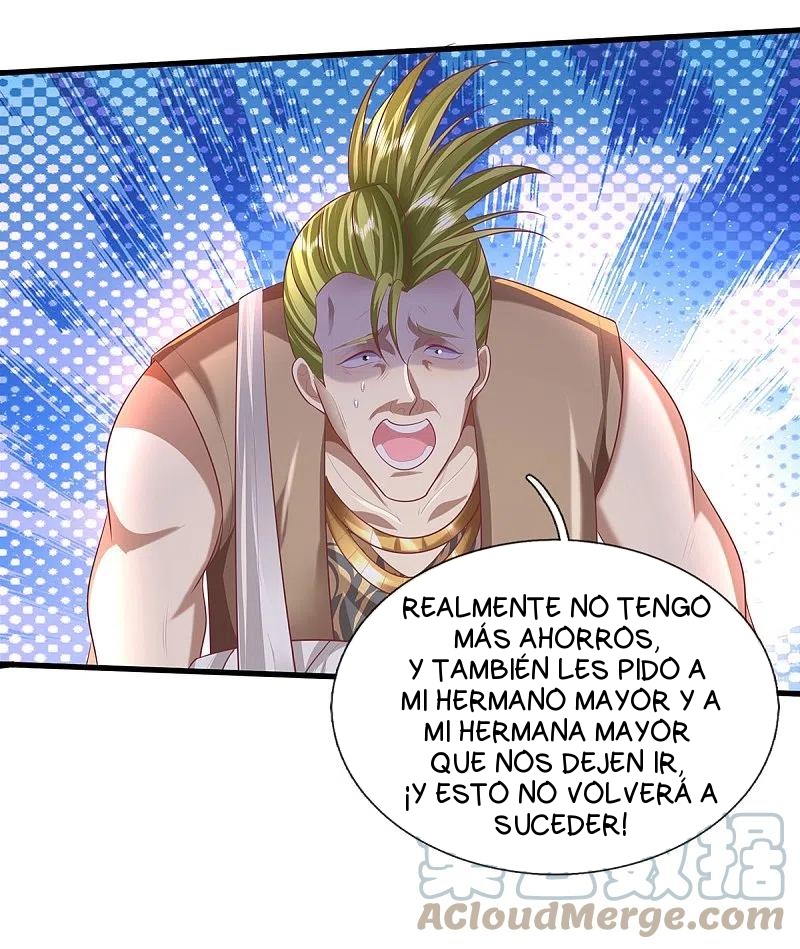 REALMENTE NO TENGO
MÁS AHORROS,
Y TAMBIÉN LES PIDO A
MI HERMANO MAYOR Y A
MI HERMANA MAYOR
QUE NOS DEJEN IR,
¡Y ESTO NO VOLVERÁ A
SUCEDER!
AcloudMerge.com